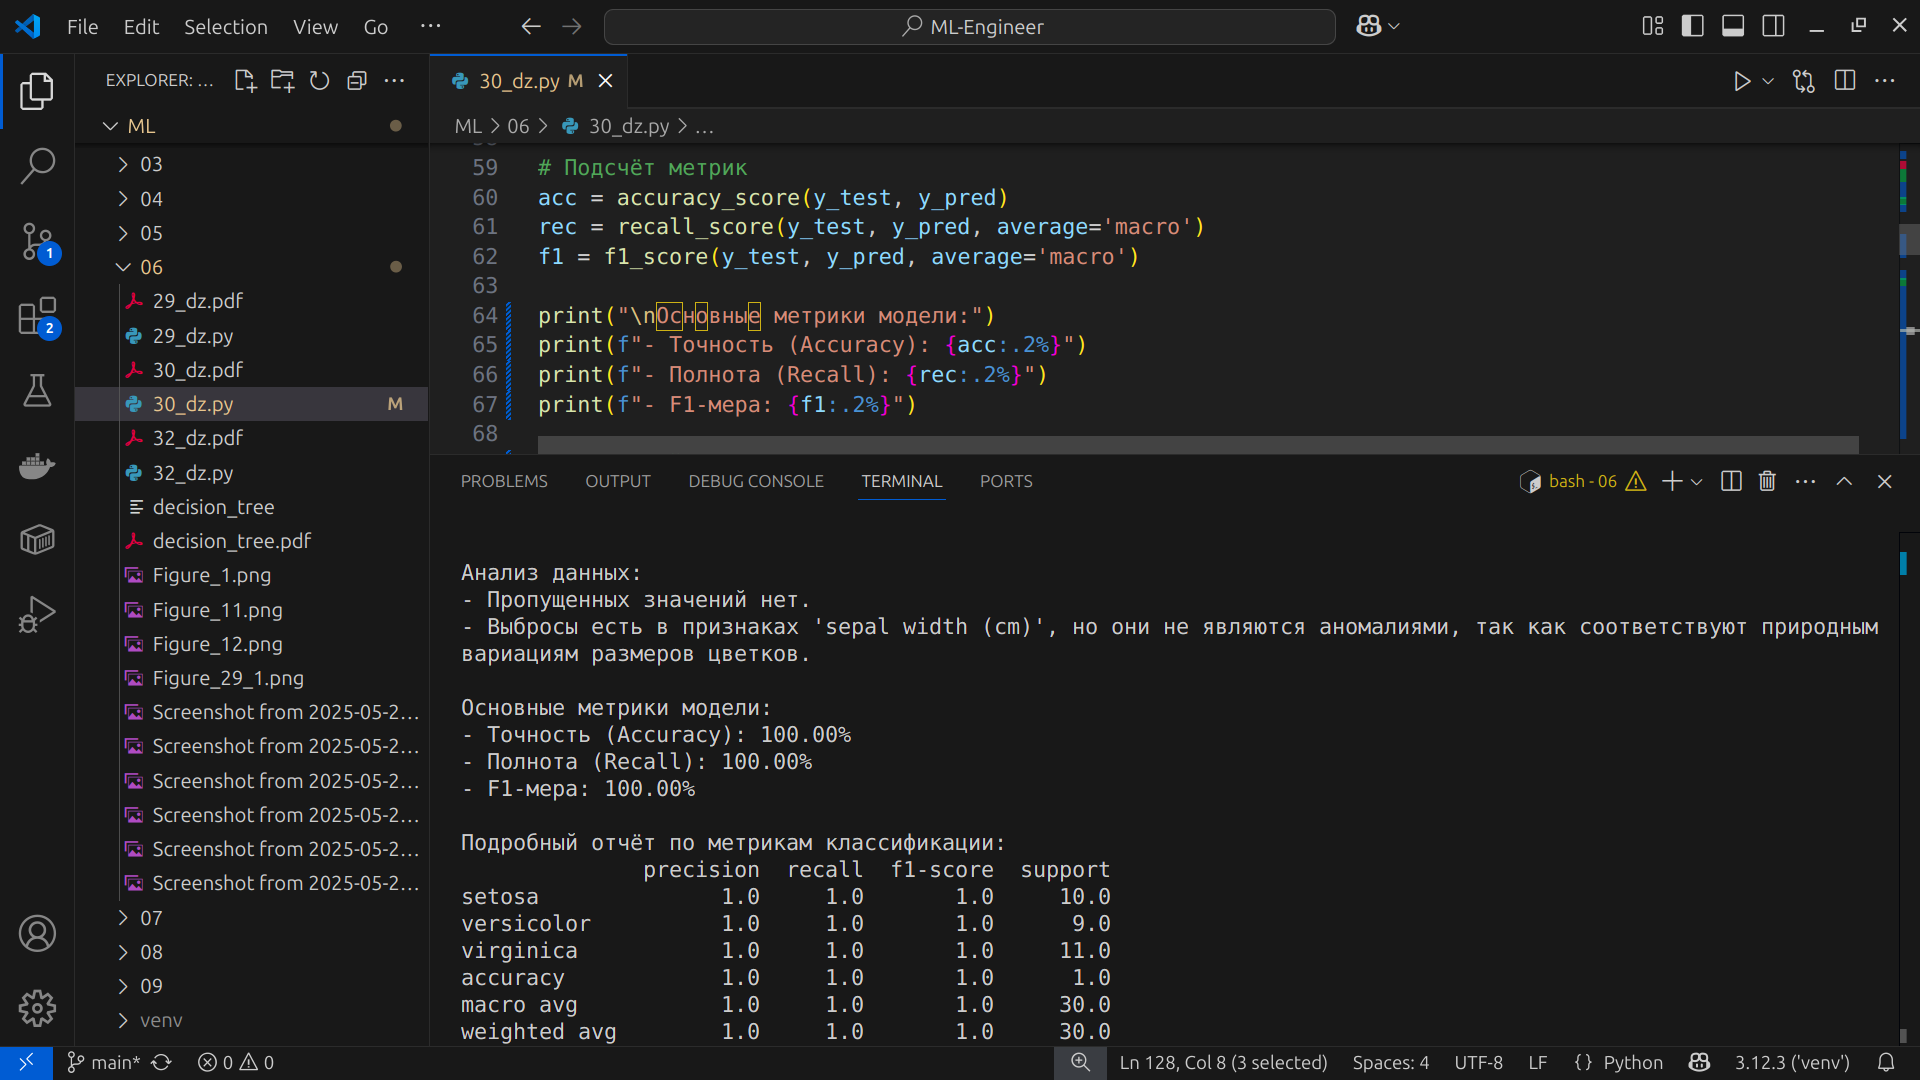 File Edit Selection View Go ···
ML-Engineer
EXPLORER: ...
ML
03
04
05
06
29_dz.pdf
29_dz.py
30_dz.pdf
30_dz.py M
32_dz.pdf
32_dz.py
decision_tree
decision_tree.pdf
Figure_1.png
Figure_11.png
Figure_12.png
Figure_29_1.png
Screenshot from 2025-05-2...
Screenshot from 2025-05-2...
Screenshot from 2025-05-2...
Screenshot from 2025-05-2...
Screenshot from 2025-05-2...
Screenshot from 2025-05-2...
07
08
09
venv
1
2
30_dz.py M
ML > 06 > 30_dz.py > ...
59 # Подсчёт метрик
60 acc = accuracy_score(y_test, y_pred)
61 rec = recall_score(y_test, y_pred, average='macro')
62 f1 = f1_score(y_test, y_pred, average='macro')
63
64 print("\nОсновные метрики модели:")
65 print(f"- Точность (Accuracy): {acc:.2%}")
66 print(f"- Полнота (Recall): {rec:.2%}")
67 print(f"- F1-мера: {f1:.2%}")
68
PROBLEMS OUTPUT DEBUG CONSOLE TERMINAL PORTS
bash - 06
Анализ данных:
- Пропущенных значений нет.
- Выбросы есть в признаках 'sepal width (cm)', но они не являются аномалиями, так как соответствуют природным
вариациям размеров цветков.
Основные метрики модели:
- Точность (Accuracy): 100.00%
- Полнота (Recall): 100.00%
- F1-мера: 100.00%
Подробный отчёт по метрикам классификации:
precision recall f1-score support
setosa 1.0 1.0 1.0 10.0
versicolor 1.0 1.0 1.0 9.0
virginica 1.0 1.0 1.0 11.0
accuracy 1.0 1.0 1.0 1.0
macro avg 1.0 1.0 1.0 30.0
weighted avg 1.0 1.0 1.0 30.0
main* 0 0 Ln 128, Col 8 (3 selected) Spaces: 4 UTF-8 LF {} Python 3.12.3 ('venv')